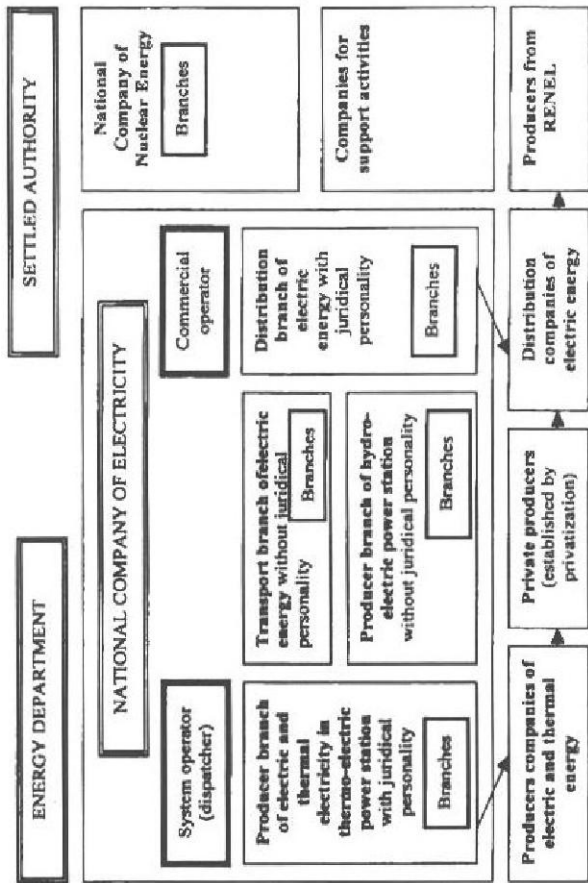 ENERGY DEPARTMENT
SETTLED AUTHORITY
NATIONAL COMPANY OF ELECTRICITY
System operator
(dispatcher)
Commercial
operator
Producer branch
of electric and
thermal
electricity in
thermo-electric
power station
with juridical
personality
Branches
Transport branch ofelectric
energy without juridical
personality
Branches
Producer branch of hydro-
electric power station
without juridical personality
Branches
Distribution
branch of
electric
energy with
juridical
personality
Branches
National
Company of
Nuclear Energy
Branches
Companies for
support activities
Producers companies of
electric and thermal
energy
Private producers
(established by
privatization)
Distribution
companies of
electric energy
Producers from
RENEL